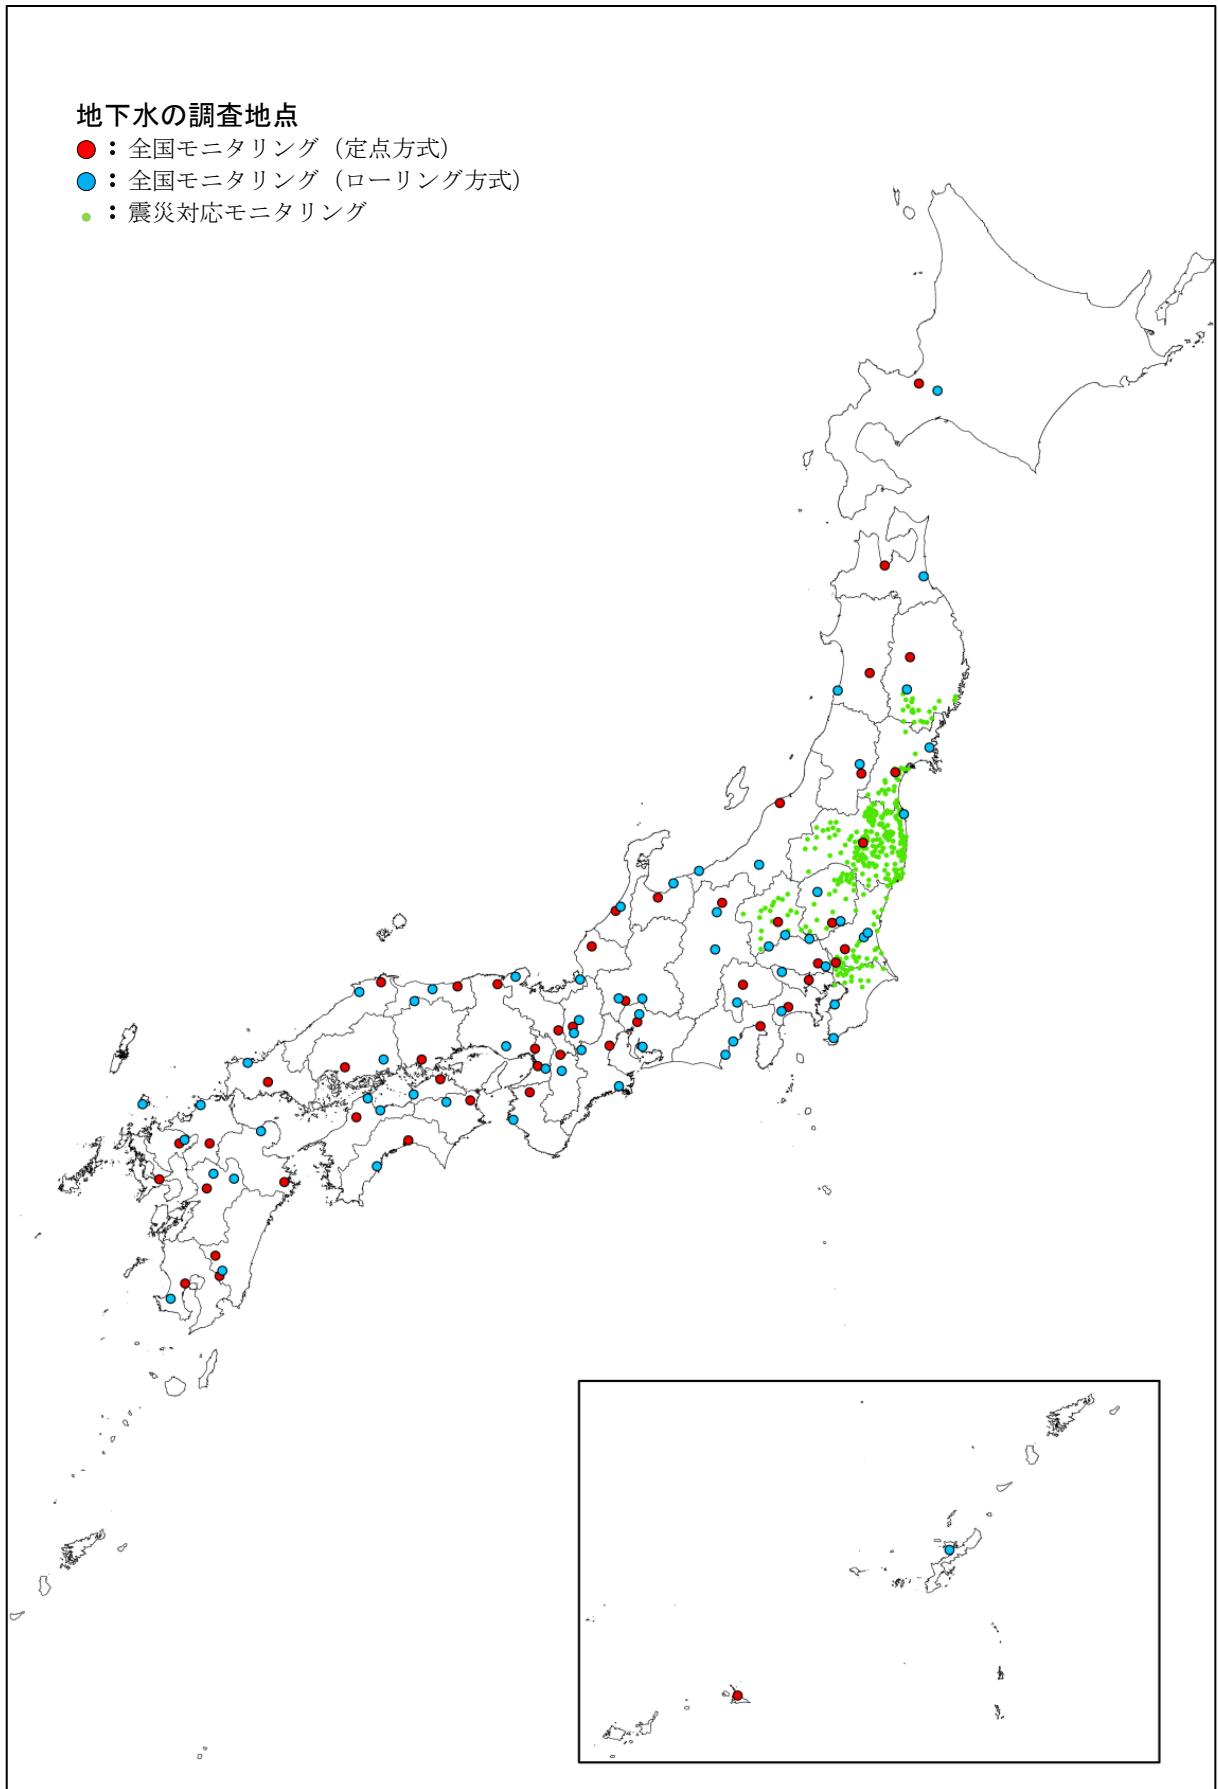 地下水の調査地点
：全国モニタリング（定点方式）
：全国モニタリング（ローリング方式）
：震災対応モニタリング